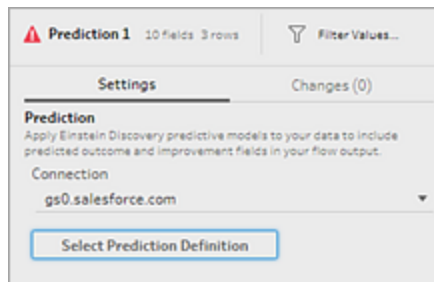 Prediction 1 10 fields 3 rows Filter Values...
Settings Changes (0)
Prediction
Apply Einstein Discovery predictive models to your data to include
predicted outcome and improvement fields in your flow output.
Connection
gs0.salesforce.com
Select Prediction Definition